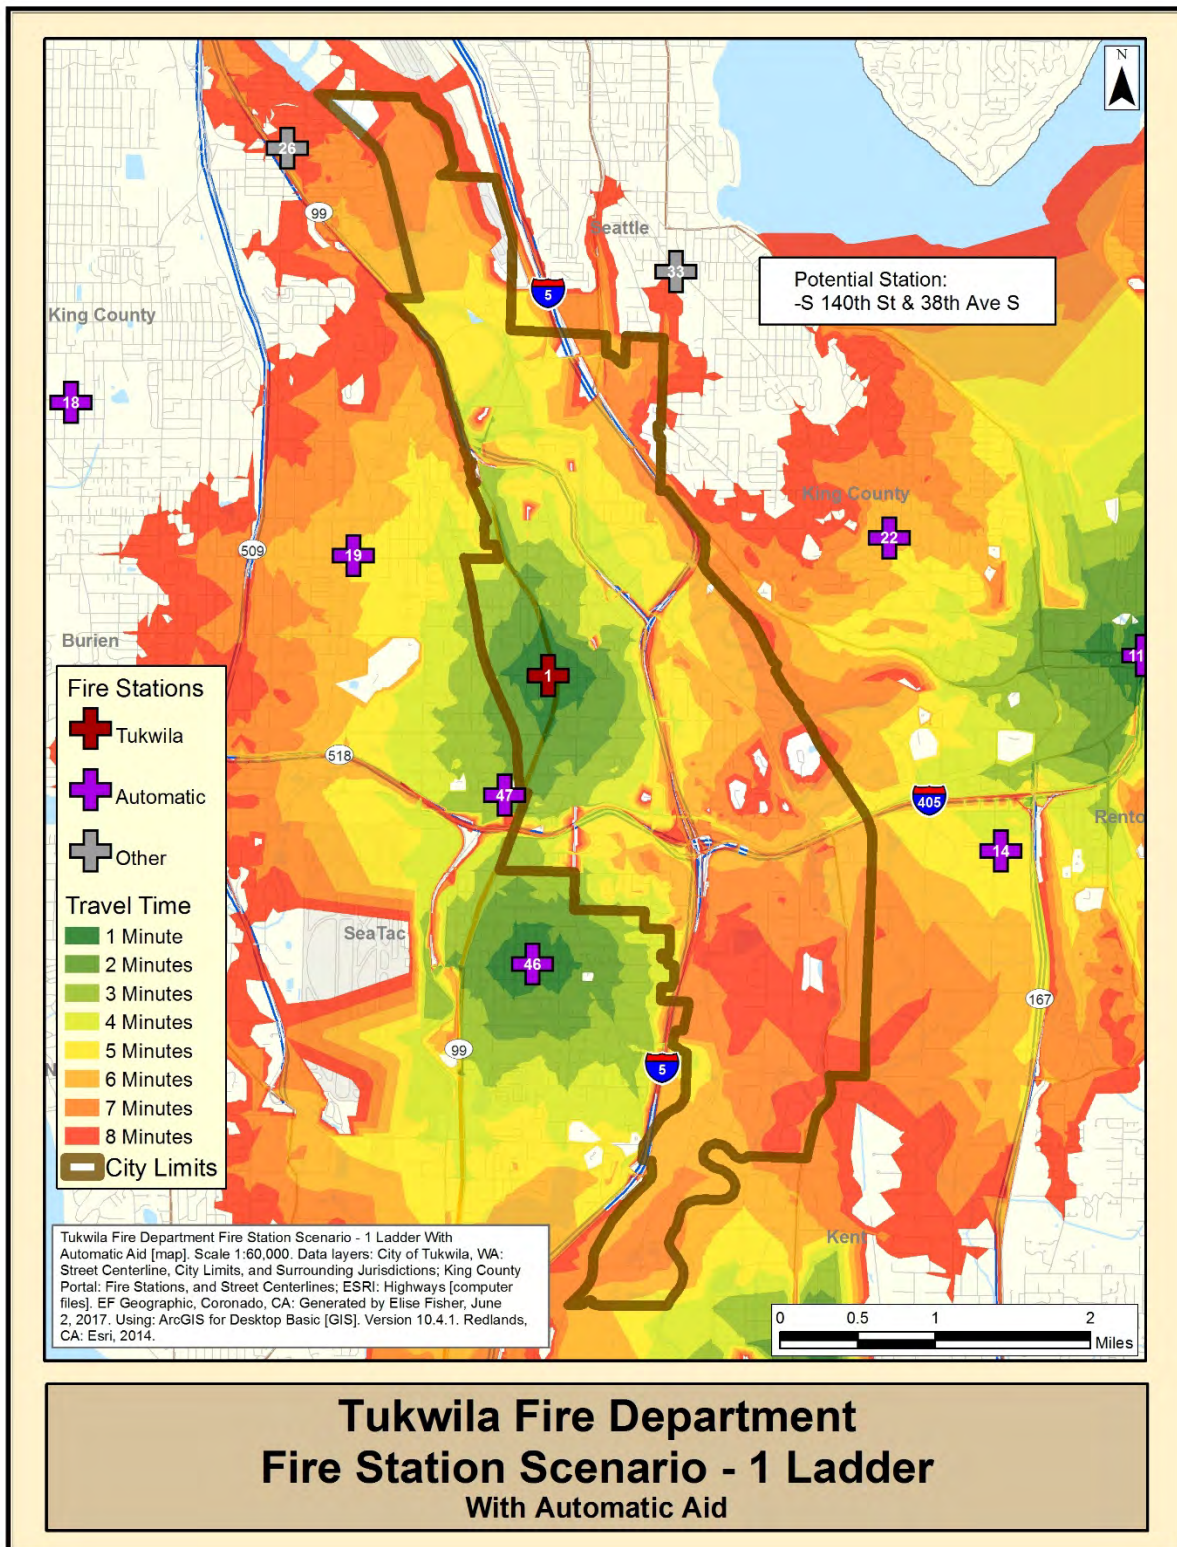 N
26
99
Seattle
33
5
Potential Station:
-S 140th St & 38th Ave S
King County
18
King County
22
509
19
Burien
11
1
Fire Stations
Tukwila
Automatic
Other
Travel Time
1 Minute
2 Minutes
3 Minutes
4 Minutes
5 Minutes
6 Minutes
7 Minutes
8 Minutes
City Limits
518
47
405
Rento
14
SeaTac
46
167
99
5
N
Kent
Tukwila Fire Department Fire Station Scenario - 1 Ladder With
Automatic Aid [map]. Scale 1:60,000. Data layers: City of Tukwila, WA:
Street Centerline, City Limits, and Surrounding Jurisdictions; King County
Portal: Fire Stations, and Street Centerlines; ESRI: Highways [computer
files]. EF Geographic, Coronado, CA: Generated by Elise Fisher, June
2, 2017. Using: ArcGIS for Desktop Basic [GIS]. Version 10.4.1. Redlands,
CA: Esri, 2014.
0 0.5 1 2
Miles
Tukwila Fire Department
Fire Station Scenario - 1 Ladder
With Automatic Aid